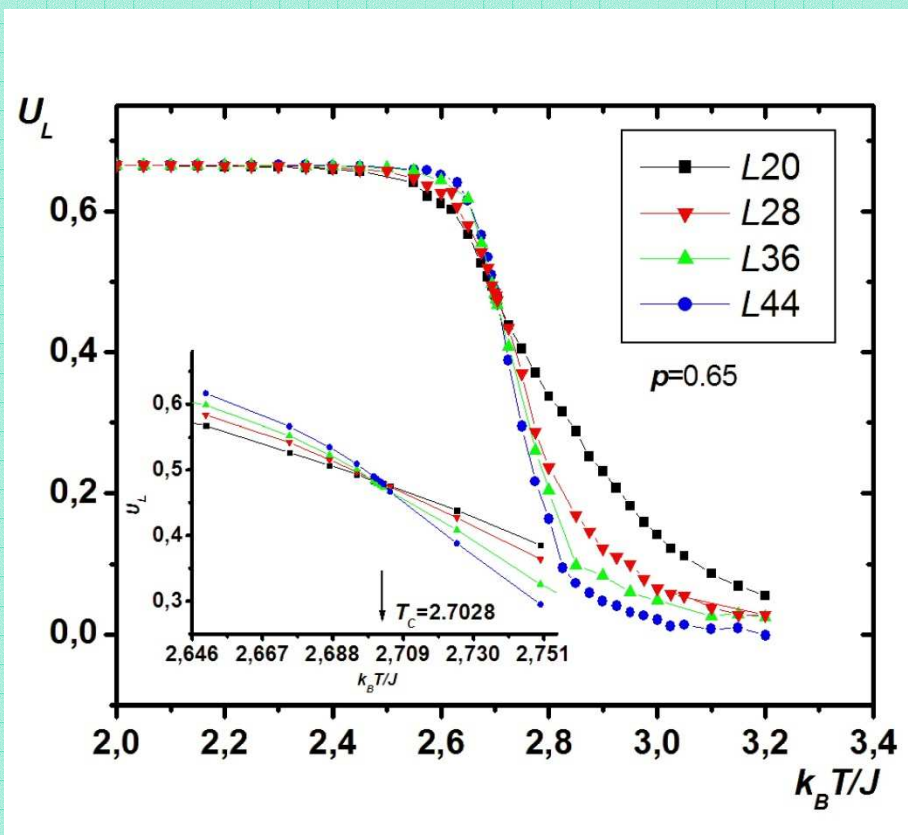 U_L
0,6
0,4
0,2
0,0
2,0 2,2 2,4 2,6 2,8 3,0 3,2 3,4
k_BT/J
L20
L28
L36
L44
p=0.65
U_L
0,6
0,5
0,4
0,3
T_C=2.7028
2,646 2,667 2,688 2,709 2,730 2,751
k_BT/J